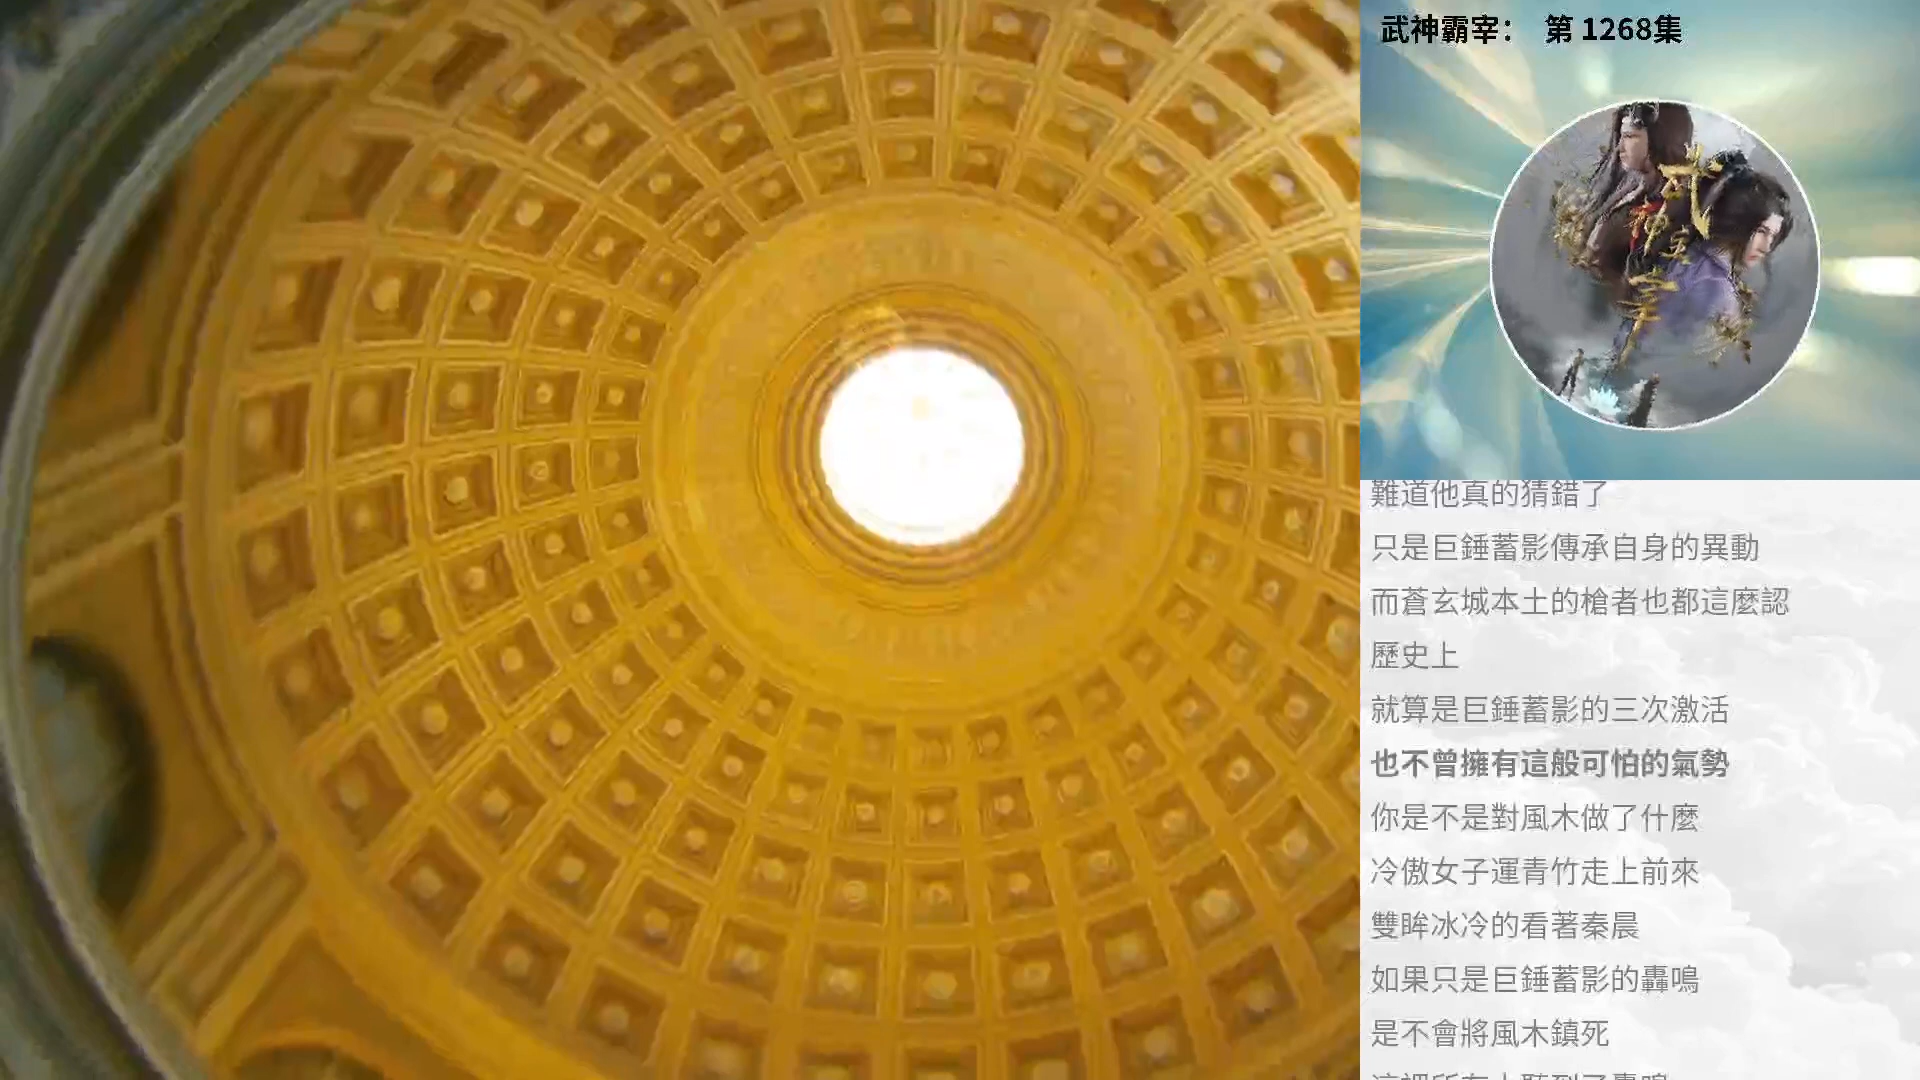 武神霸宰： 第 1268集
武神主宰
難道他真的猜錯了
只是巨錘蓄影傳承自身的異動
而蒼玄城本土的槍者也都這麼認
歷史上
就算是巨錘蓄影的三次激活
也不曾擁有這般可怕的氣勢
你是不是對風木做了什麼
冷傲女子運青竹走上前來
雙眸冰冷的看著秦晨
如果只是巨錘蓄影的轟鳴
是不會將風木鎮死